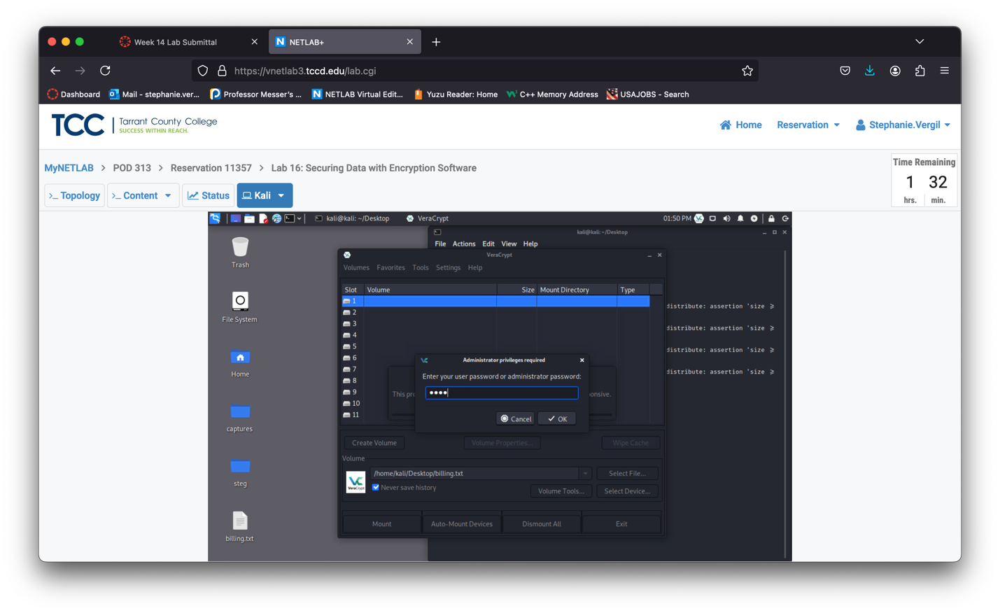 Week 14 Lab Submittal
NETLAB+
https://vnetlab3.tccd.edu/lab.cgi
Dashboard
Mail - stephanie.ver...
Professor Messer's ...
NETLAB Virtual Edit...
Yuzu Reader: Home
C++ Memory Address
USAJOBS - Search
TCC
Tarrant County College
SUCCESS WITHIN REACH.
Home
Reservation
Stephanie.Vergil
MyNETLAB > POD 313 > Reservation 11357 > Lab 16: Securing Data with Encryption Software
Time Remaining
1 32
hrs. min.
>_ Topology
>_ Content
Status
Kali
kali@kali: ~/Desktop
VeraCrypt
01:50 PM
Trash
File System
Home
captures
steg
billing.txt
kali@kali: ~/Desktop
File Actions Edit View Help
VeraCrypt
Volumes Favorites Tools Settings Help
Slot Volume Size Mount Directory Type
1
2
3
4
5
6
7
8
9
10
11
distribute: assertion 'size ⩾
distribute: assertion 'size ⩾
distribute: assertion 'size ⩾
distribute: assertion 'size ⩾
Administrator privileges required
Enter your user password or administrator password:
●●●●
Cancel
OK
This pr
onsive.
Create Volume
Volume Properties...
Wipe Cache
Volume
VeraCrypt
/home/kali/Desktop/billing.txt
Select File...
Never save history
Volume Tools...
Select Device...
Mount
Auto-Mount Devices
Dismount All
Exit